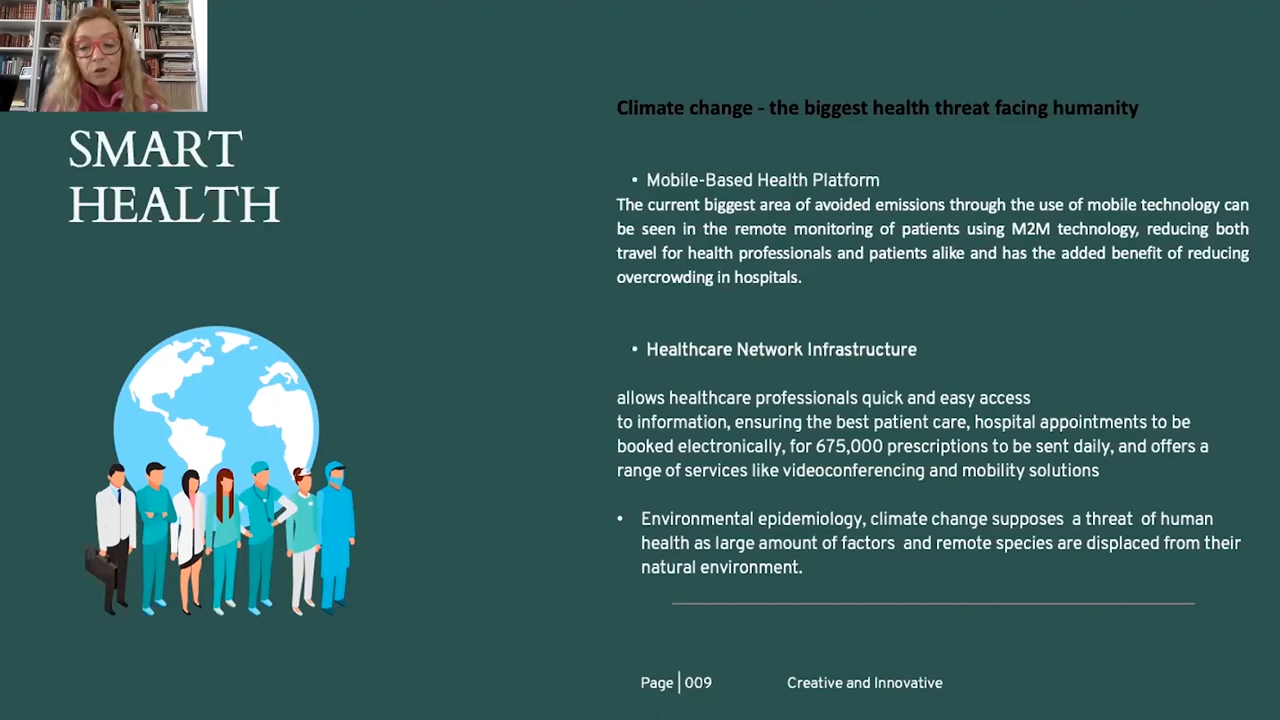 SMART
HEALTH
Climate change - the biggest health threat facing humanity
• Mobile-Based Health Platform
The current biggest area of avoided emissions through the use of mobile technology can
be seen in the remote monitoring of patients using M2M technology, reducing both
travel for health professionals and patients alike and has the added benefit of reducing
overcrowding in hospitals.
• Healthcare Network Infrastructure
allows healthcare professionals quick and easy access
to information, ensuring the best patient care, hospital appointments to be
booked electronically, for 675,000 prescriptions to be sent daily, and offers a
range of services like videoconferencing and mobility solutions
• Environmental epidemiology, climate change supposes a threat of human
health as large amount of factors and remote species are displaced from their
natural environment.
Page | 009 Creative and Innovative